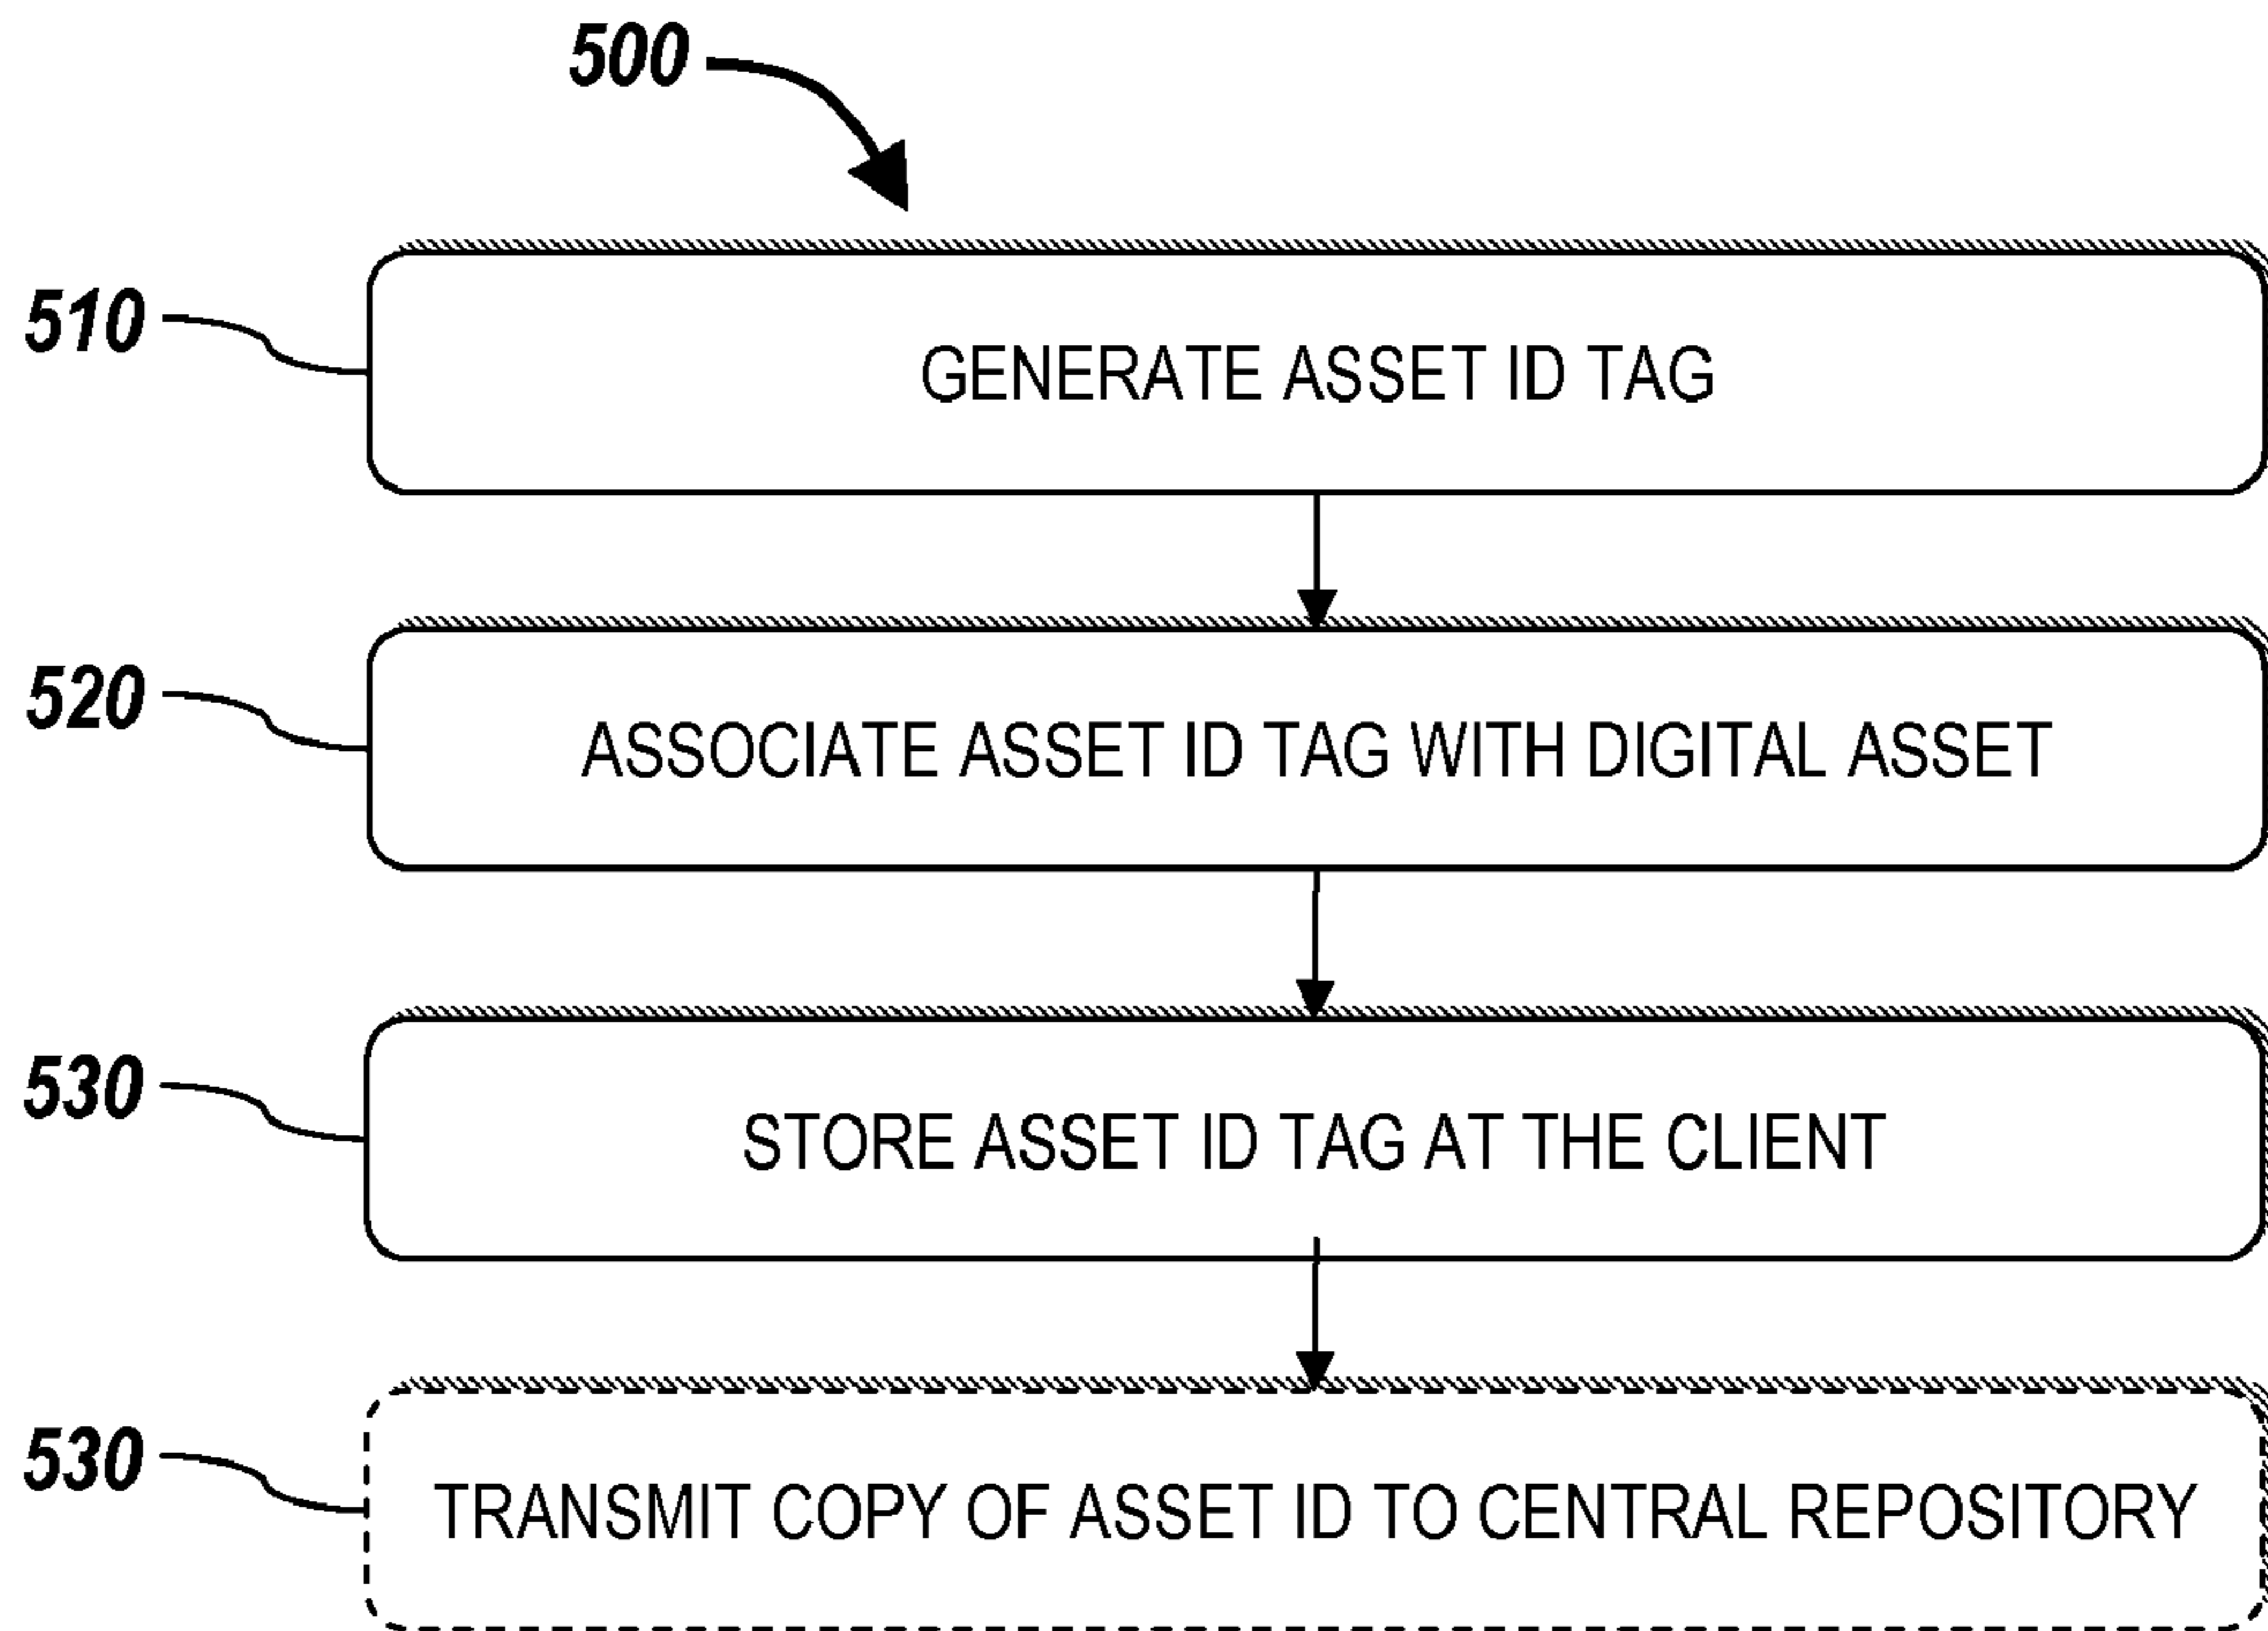 500
510
GENERATE ASSET ID TAG
520
ASSOCIATE ASSET ID TAG WITH DIGITAL ASSET
530
STORE ASSET ID TAG AT THE CLIENT
530
TRANSMIT COPY OF ASSET ID TO CENTRAL REPOSITORY